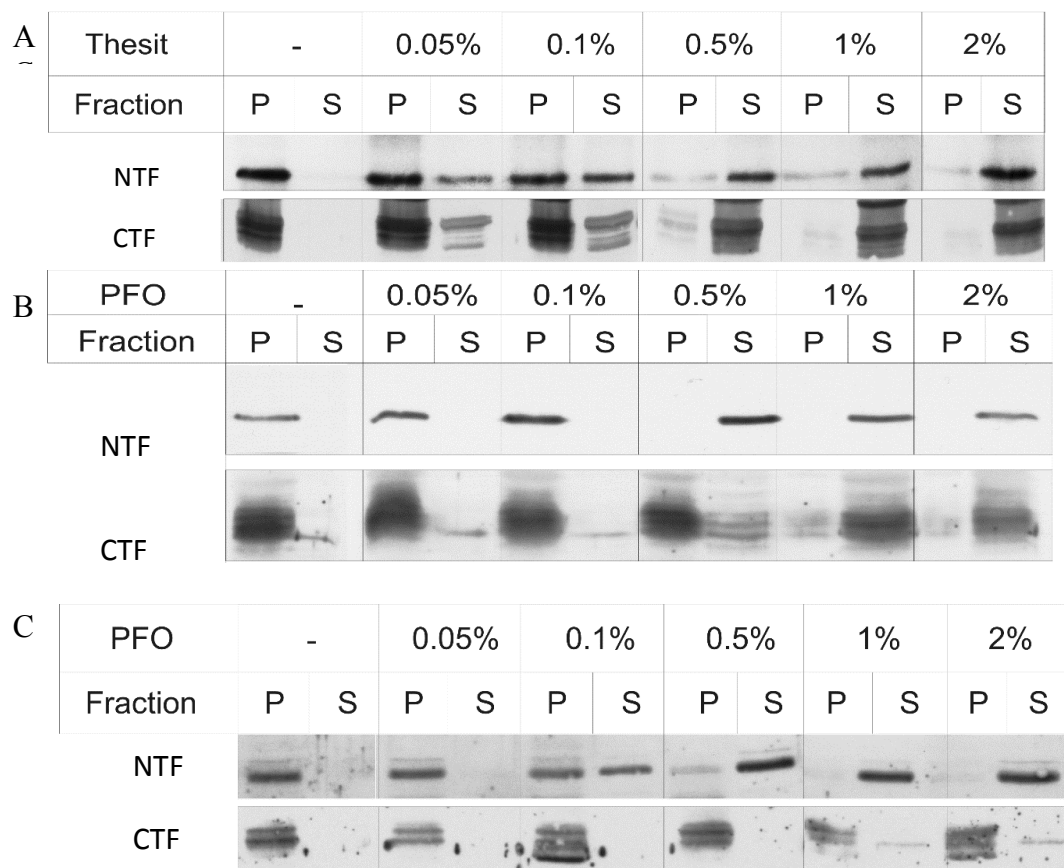 A
Thesit - 0.05% 0.1% 0.5% 1% 2%
Fraction P S P S P S P S P S P S
NTF
CTF
B
PFO - 0.05% 0.1% 0.5% 1% 2%
Fraction P S P S P S P S P S P S
NTF
CTF
C
PFO - 0.05% 0.1% 0.5% 1% 2%
Fraction P S P S P S P S P S P S
NTF
CTF